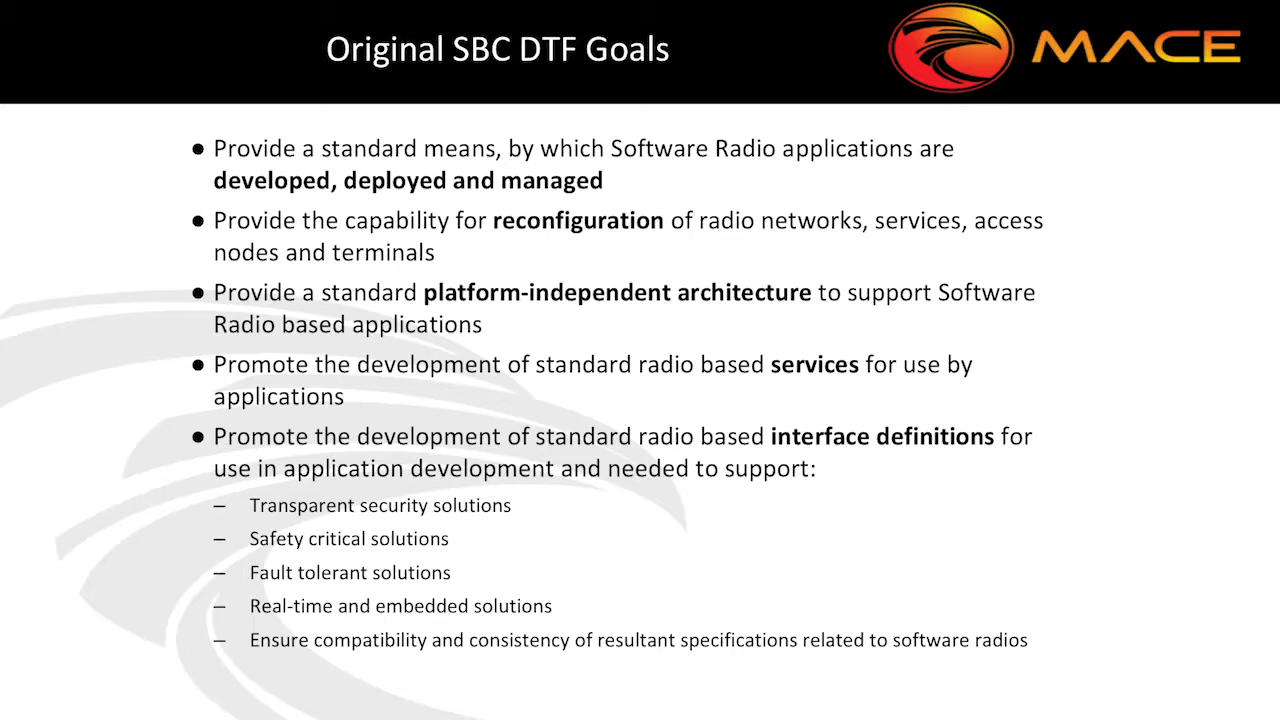 Original SBC DTF Goals
MACE
● Provide a standard means, by which Software Radio applications are
developed, deployed and managed
● Provide the capability for reconfiguration of radio networks, services, access
nodes and terminals
● Provide a standard platform-independent architecture to support Software
Radio based applications
● Promote the development of standard radio based services for use by
applications
● Promote the development of standard radio based interface definitions for
use in application development and needed to support:
– Transparent security solutions
– Safety critical solutions
– Fault tolerant solutions
– Real-time and embedded solutions
– Ensure compatibility and consistency of resultant specifications related to software radios